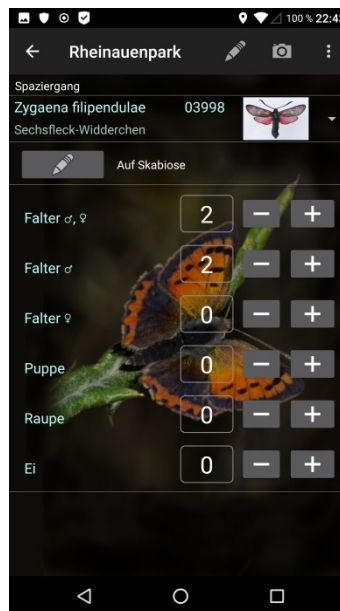 100 % 22:43
Rheinauenpark
Spaziergang
Zygaena filipendulae 03998
Sechsfleck-Widderchen
Auf Skabiose
Falter ♂, ♀ 2 − +
Falter ♂ 2 − +
Falter ♀ 0 − +
Puppe 0 − +
Raupe 0 − +
Ei 0 − +